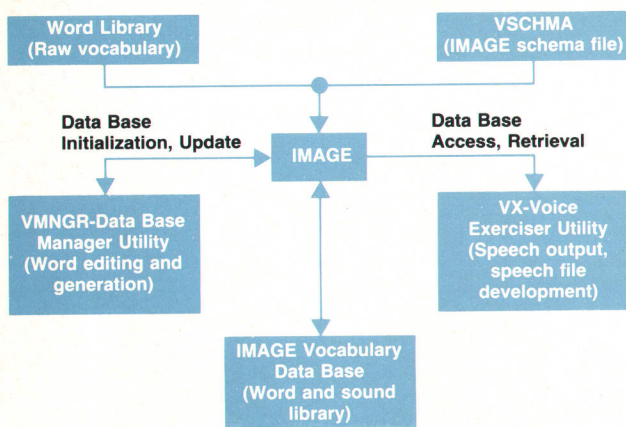 Word Library
(Raw vocabulary)
VSCHMA
(IMAGE schema file)
Data Base
Initialization, Update
IMAGE
Data Base
Access, Retrieval
VMNGR-Data Base
Manager Utility
(Word editing and
generation)
VX-Voice
Exerciser Utility
(Speech output,
speech file
development)
IMAGE Vocabulary
Data Base
(Word and sound
library)